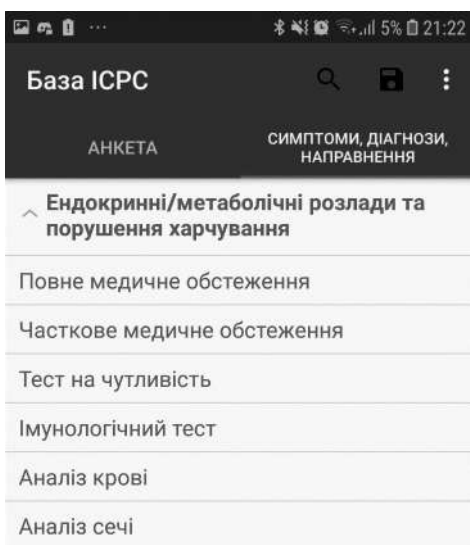 5% 21:22
База ICPC
АНКЕТА
СИМПТОМИ, ДІАГНОЗИ,
НАПРАВНЕННЯ
Ендокринні/метаболічні розлади та
порушення харчування
Повне медичне обстеження
Часткове медичне обстеження
Тест на чутливість
Імунологічний тест
Аналіз крові
Аналіз сечі